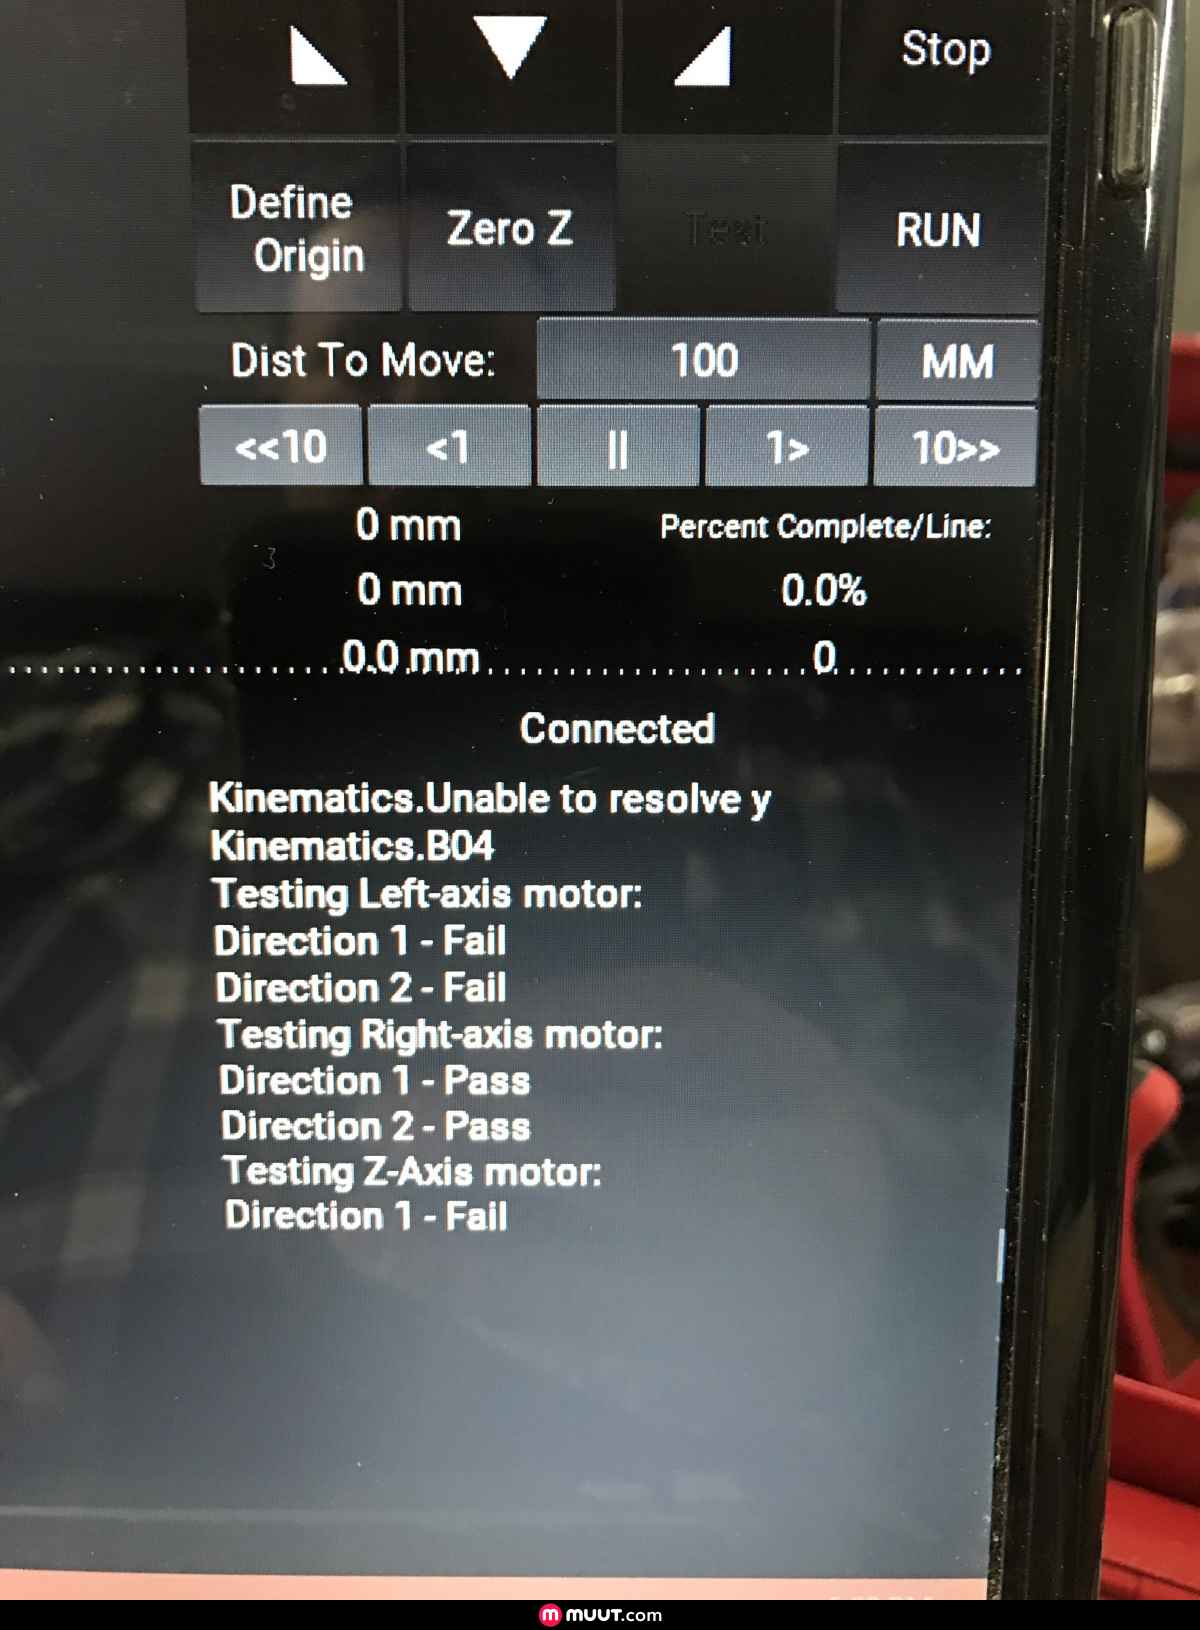 Stop
Define
Origin
Zero Z
Test
RUN
Dist To Move:
100
MM
<<10
<1
||
1>
10>>
0 mm
Percent Complete/Line:
0 mm
0.0%
0.0 mm
0
Connected
Kinematics.Unable to resolve y
Kinematics.B04
Testing Left-axis motor:
Direction 1 - Fail
Direction 2 - Fail
Testing Right-axis motor:
Direction 1 - Pass
Direction 2 - Pass
Testing Z-Axis motor:
Direction 1 - Fail
m muut.com